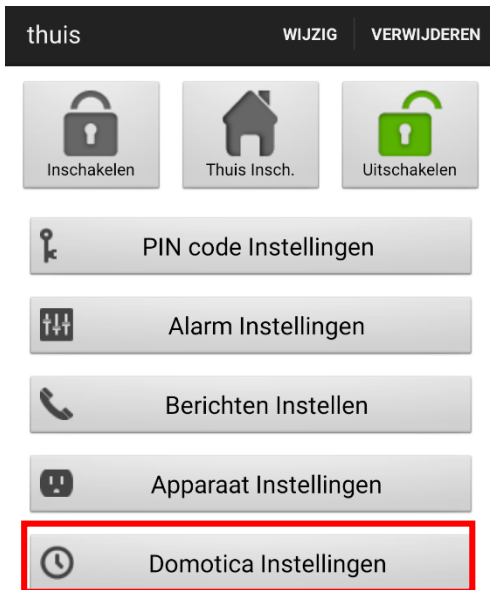 thuis WIJZIG VERWIJDEREN
Inschakelen Thuis Insch. Uitschakelen
PIN code Instellingen
Alarm Instellingen
Berichten Instellen
Apparaat Instellingen
Domotica Instellingen